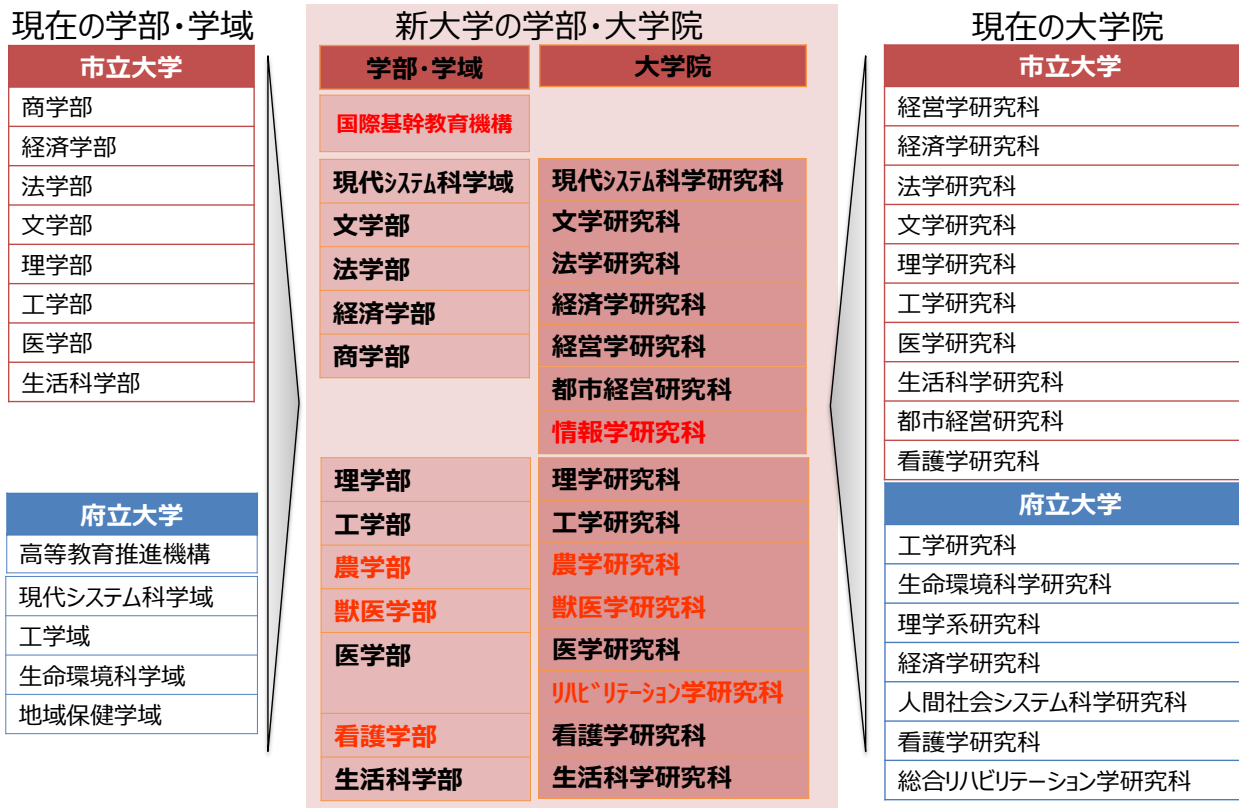 現在の学部・学域
市立大学
商学部
経済学部
法学部
文学部
理学部
工学部
医学部
生活科学部
府立大学
高等教育推進機構
現代システム科学域
工学域
生命環境科学域
地域保健学域
新大学の学部・大学院
学部・学域
大学院
国際基幹教育機構
現代ｼｽﾃﾑ科学域
現代ｼｽﾃﾑ科学研究科
文学部
文学研究科
法学部
法学研究科
経済学部
経済学研究科
商学部
経営学研究科
都市経営研究科
情報学研究科
理学部
理学研究科
工学部
工学研究科
農学部
農学研究科
獣医学部
獣医学研究科
医学部
医学研究科
ﾘﾊﾋﾞﾘﾃｰｼｮﾝ学研究科
看護学部
看護学研究科
生活科学部
生活科学研究科
現在の大学院
市立大学
経営学研究科
経済学研究科
法学研究科
文学研究科
理学研究科
工学研究科
医学研究科
生活科学研究科
都市経営研究科
看護学研究科
府立大学
工学研究科
生命環境科学研究科
理学系研究科
経済学研究科
人間社会システム科学研究科
看護学研究科
総合リハビリテーション学研究科